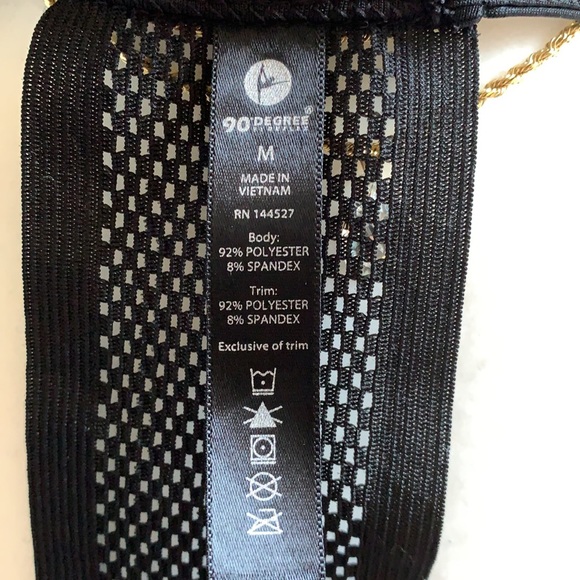 90°DEGREE®
BY REFLEX
M
MADE IN
VIETNAM
RN 144527
Body:
92% POLYESTER
8% SPANDEX
Trim:
92% POLYESTER
8% SPANDEX
Exclusive of trim